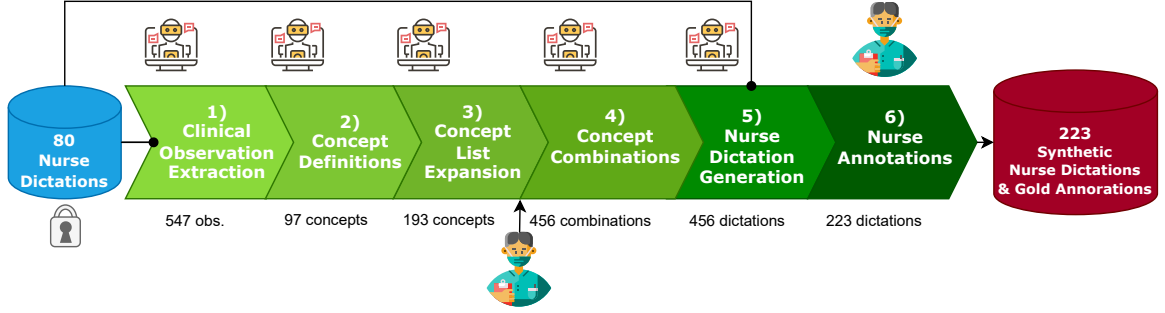 80
Nurse
Dictations
1)
Clinical
Observation
Extraction
2)
Concept
Definitions
3)
Concept
List
Expansion
4)
Concept
Combinations
5)
Nurse
Dictation
Generation
6)
Nurse
Annotations
223
Synthetic
Nurse Dictations
& Gold Annorations
547 obs.
97 concepts
193 concepts
456 combinations
456 dictations
223 dictations